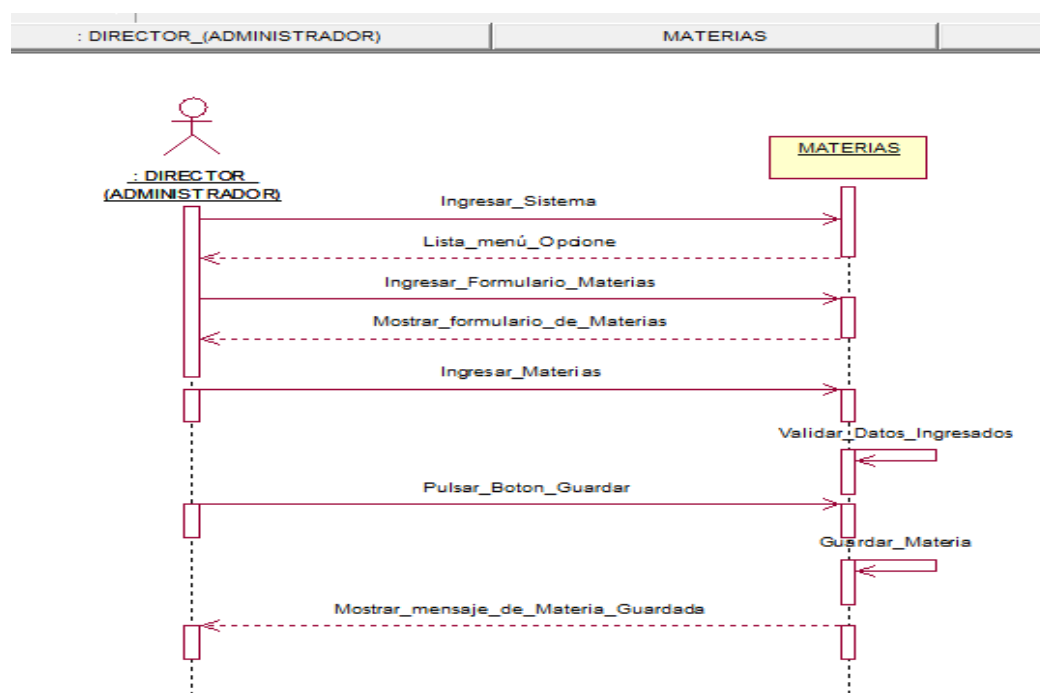 : DIRECTOR_(ADMINISTRADOR)
MATERIAS
: DIRECTOR_
(ADMINISTRADOR)
MATERIAS
Ingresar_Sistema
Lista_menú_Opcione
Ingresar_Formulario_Materias
Mostrar_formulario_de_Materias
Ingresar_Materias
Validar_Datos_Ingresados
Pulsar_Boton_Guardar
Guardar_Materia
Mostrar_mensaje_de_Materia_Guardada